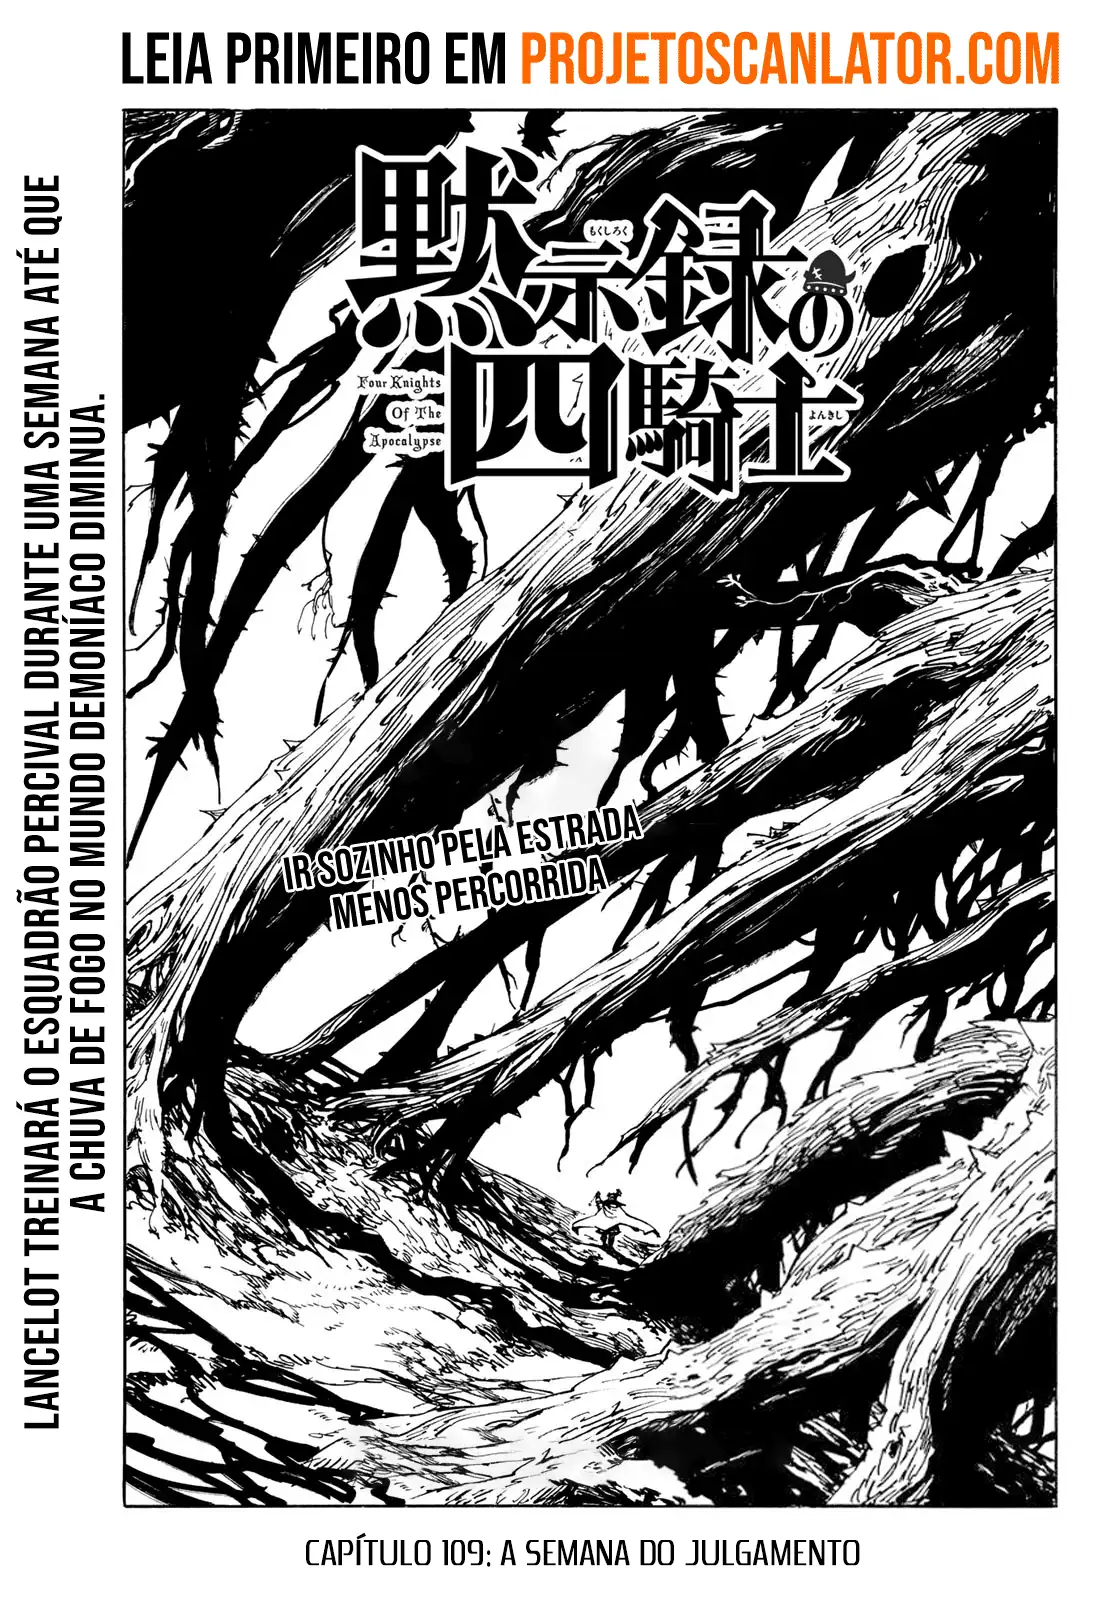 LEIA PRIMEIRO EM PROJETOSCANLATOR.COM
LANCELOT TREINARÁ O ESQUADRÃO PERCIVAL DURANTE UMA SEMANA ATÉ QUE
A CHUVA DE FOGO NO MUNDO DEMONÍACO DIMINUA.
黙示録の
もくしろく
四騎士
よんきし
Four Knights
Of The
Apocalypse
IR SOZINHO PELA ESTRADA
MENOS PERCORRIDA
CAPÍTULO 109: A SEMANA DO JULGAMENTO